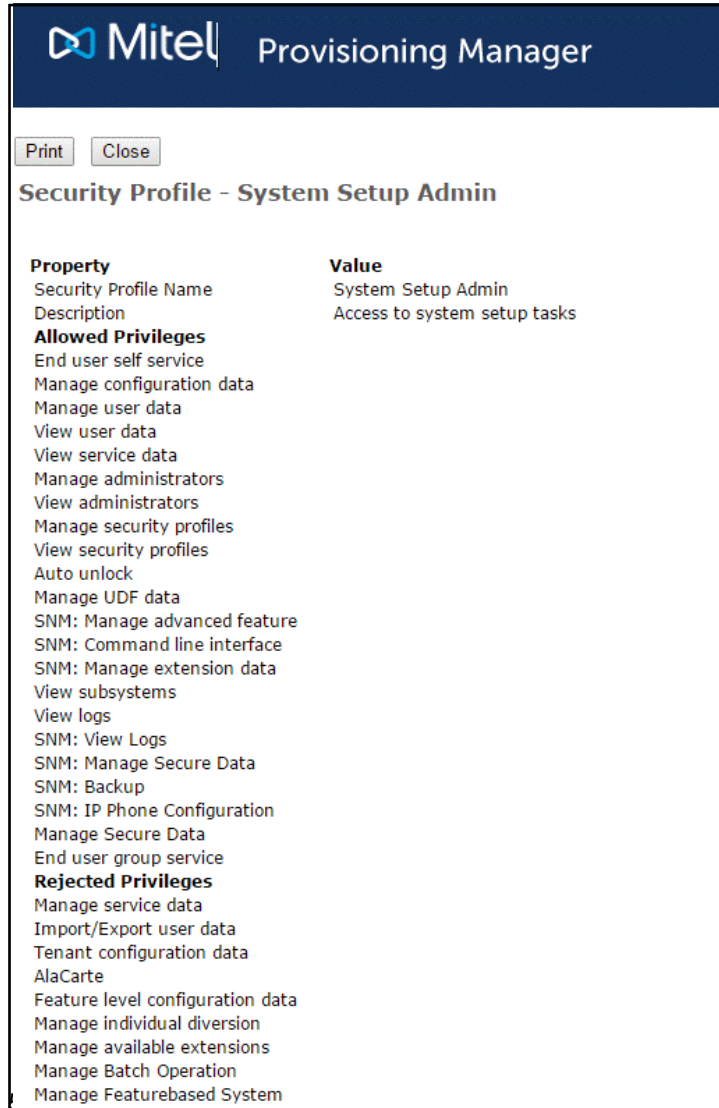 Mitel Provisioning Manager
Print Close
Security Profile - System Setup Admin
Property Value
Security Profile Name System Setup Admin
Description Access to system setup tasks
Allowed Privileges
End user self service
Manage configuration data
Manage user data
View user data
View service data
Manage administrators
View administrators
Manage security profiles
View security profiles
Auto unlock
Manage UDF data
SNM: Manage advanced feature
SNM: Command line interface
SNM: Manage extension data
View subsystems
View logs
SNM: View Logs
SNM: Manage Secure Data
SNM: Backup
SNM: IP Phone Configuration
Manage Secure Data
End user group service
Rejected Privileges
Manage service data
Import/Export user data
Tenant configuration data
AlaCarte
Feature level configuration data
Manage individual diversion
Manage available extensions
Manage Batch Operation
Manage Featurebased System